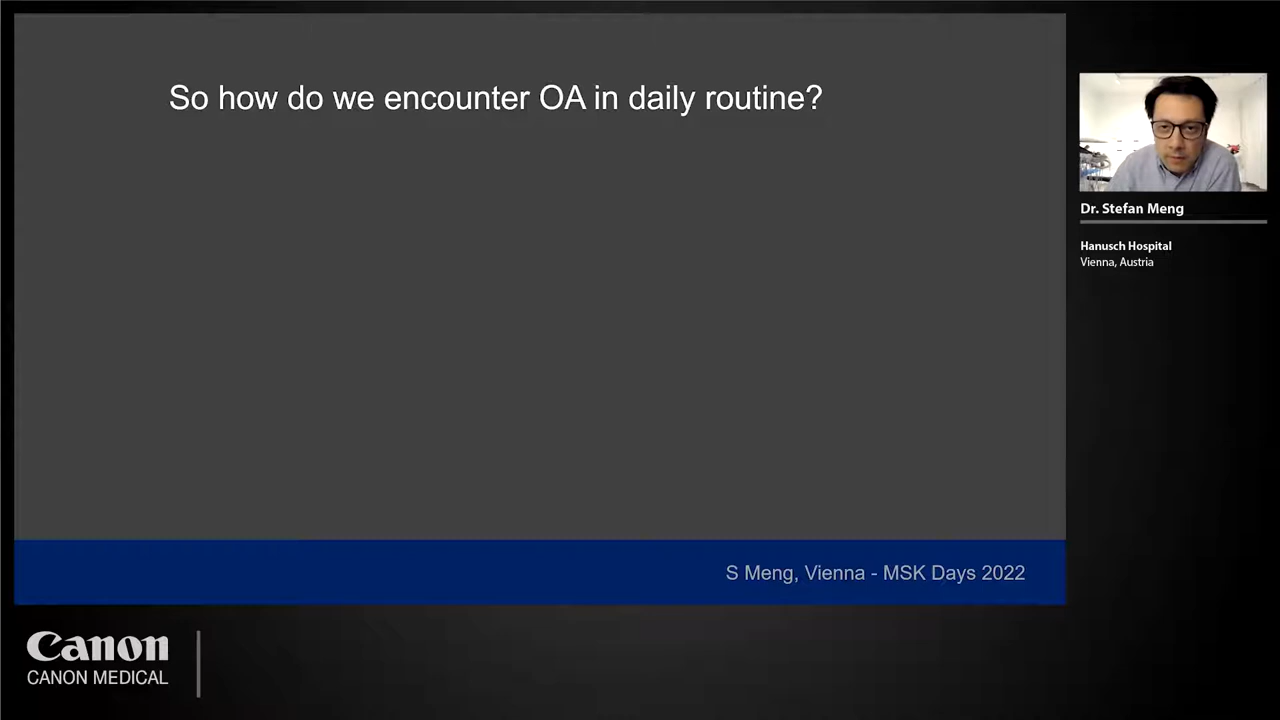 So how do we encounter OA in daily routine?
Dr. Stefan Meng
Hanusch Hospital
Vienna, Austria
S Meng, Vienna - MSK Days 2022
Canon
CANON MEDICAL